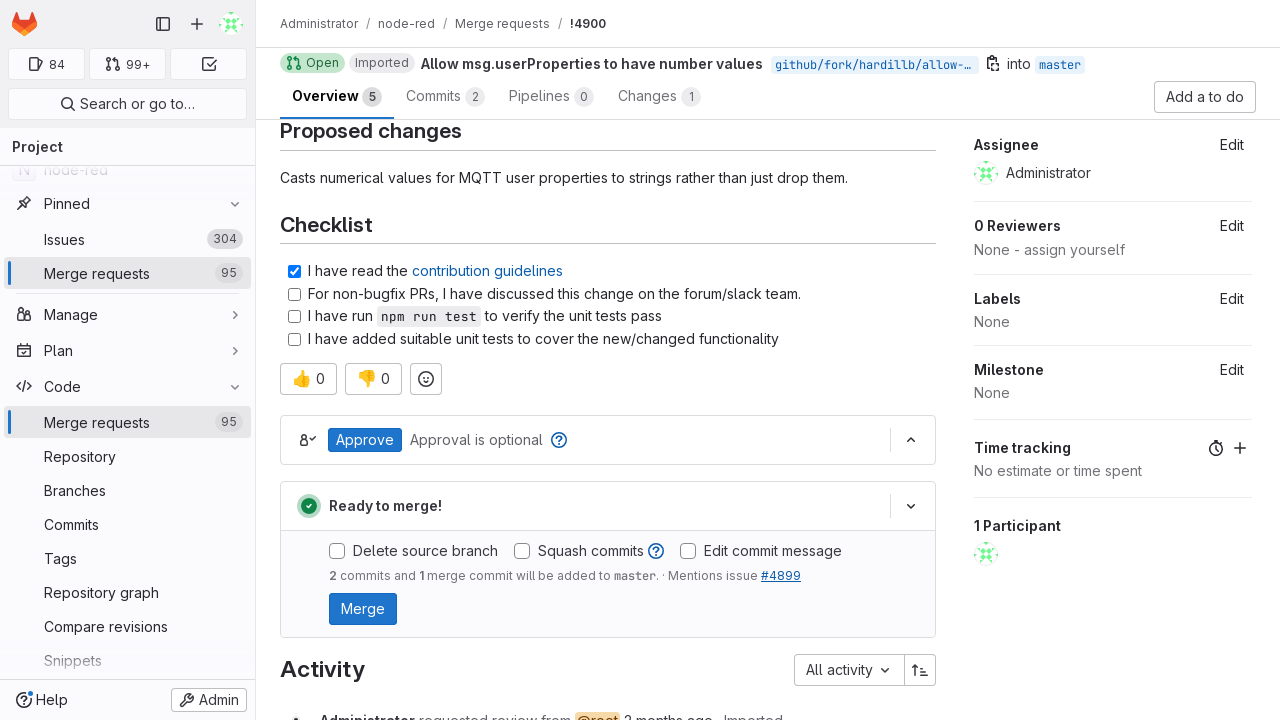 Administrator / node-red / Merge requests / !4900
84
99+
Search or go to…
Project
N node-red
Pinned
Issues 304
Merge requests 95
Manage
Plan
Code
Merge requests 95
Repository
Branches
Commits
Tags
Repository graph
Compare revisions
Snippets
Help
Admin
Open Imported Allow msg.userProperties to have number values github/fork/hardillb/allow-… into master
Overview 5 Commits 2 Pipelines 0 Changes 1
Add a to do
Proposed changes
Casts numerical values for MQTT user properties to strings rather than just drop them.
Checklist
I have read the contribution guidelines
For non-bugfix PRs, I have discussed this change on the forum/slack team.
I have run npm run test to verify the unit tests pass
I have added suitable unit tests to cover the new/changed functionality
👍 0 👎 0
Approve Approval is optional
Ready to merge!
Delete source branch Squash commits Edit commit message
2 commits and 1 merge commit will be added to master. · Mentions issue #4899
Merge
Activity
All activity
Administrator requested review from @root 2 months ago · Imported
Assignee Edit
Administrator
0 Reviewers Edit
None - assign yourself
Labels Edit
None
Milestone Edit
None
Time tracking
No estimate or time spent
1 Participant